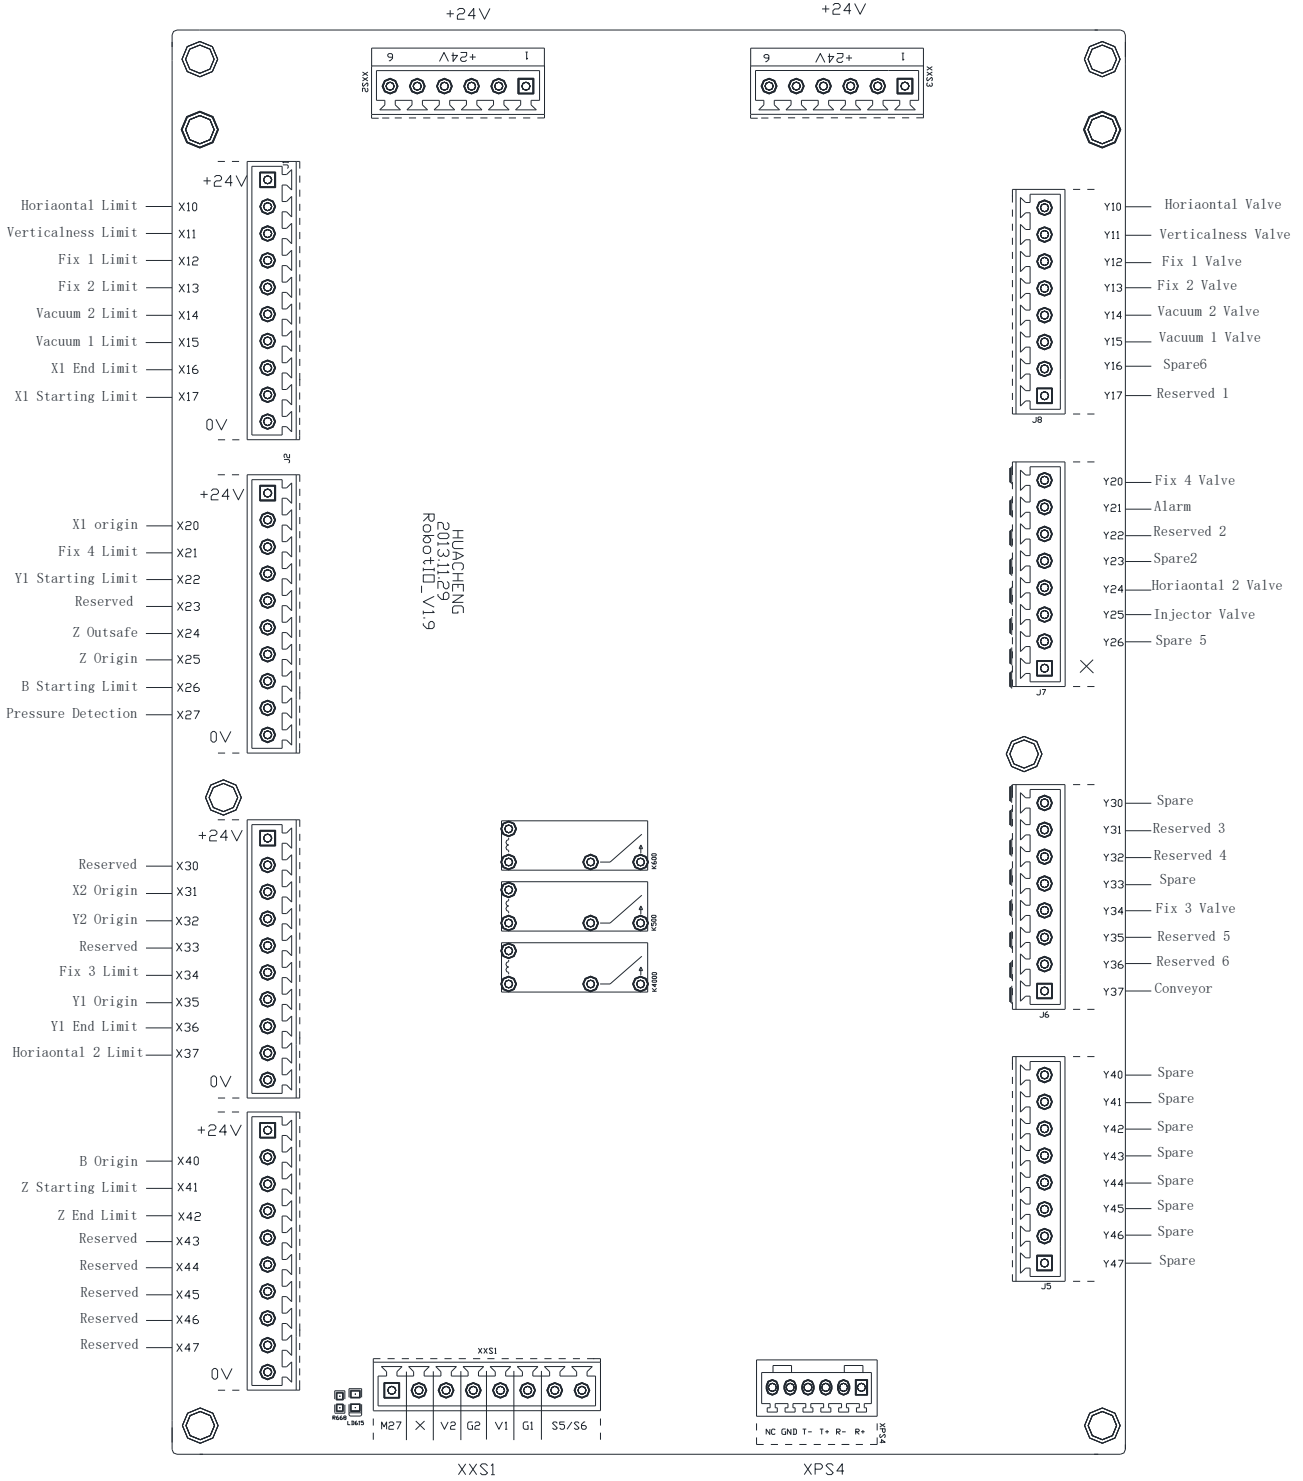 +24V
+24V
6 +24V 1
XXS2
6 +24V 1
XXS3
+24V
Horiaontal Limit X10
Verticalness Limit X11
Fix 1 Limit X12
Fix 2 Limit X13
Vacuum 2 Limit X14
Vacuum 1 Limit X15
X1 End Limit X16
X1 Starting Limit X17
0V
Y10 Horiaontal Valve
Y11 Verticalness Valve
Y12 Fix 1 Valve
Y13 Fix 2 Valve
Y14 Vacuum 2 Valve
Y15 Vacuum 1 Valve
Y16 Spare6
Y17 Reserved 1
J8
J2
+24V
X1 origin X20
Fix 4 Limit X21
Y1 Starting Limit X22
Reserved X23
Z Outsafe X24
Z Origin X25
B Starting Limit X26
Pressure Detection X27
0V
HUACHENG
2013.11.29
RobotIO_V1.9
Y20 Fix 4 Valve
Y21 Alarm
Y22 Reserved 2
Y23 Spare2
Y24 Horiaontal 2 Valve
Y25 Injector Valve
Y26 Spare 5
X
J7
+24V
Reserved X30
X2 Origin X31
Y2 Origin X32
Reserved X33
Fix 3 Limit X34
Y1 Origin X35
Y1 End Limit X36
Horiaontal 2 Limit X37
0V
K600
K500
K4000
Y30 Spare
Y31 Reserved 3
Y32 Reserved 4
Y33 Spare
Y34 Fix 3 Valve
Y35 Reserved 5
Y36 Reserved 6
Y37 Conveyor
J6
+24V
B Origin X40
Z Starting Limit X41
Z End Limit X42
Reserved X43
Reserved X44
Reserved X45
Reserved X46
Reserved X47
0V
Y40 Spare
Y41 Spare
Y42 Spare
Y43 Spare
Y44 Spare
Y45 Spare
Y46 Spare
Y47 Spare
J5
XXS1
R668 LD615
M27 X V2 G2 V1 G1 S5/S6
NC GND T- T+ R- R+
XPS4
XXS1
XPS4